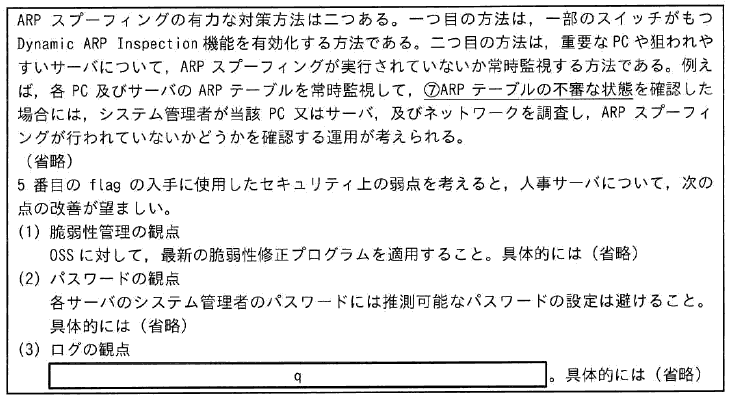 ARP スプーフィングの有力な対策方法は二つある。一つ目の方法は，一部のスイッチがもつ
Dynamic ARP Inspection 機能を有効化する方法である。二つ目の方法は，重要な PC や狙われや
すいサーバについて，ARP スプーフィングが実行されていないか常時監視する方法である。例え
ば，各 PC 及びサーバの ARP テーブルを常時監視して，⑦ARP テーブルの不審な状態を確認した
場合には，システム管理者が当該 PC 又はサーバ，及びネットワークを調査し，ARP スプーフィ
ングが行われていないかどうかを確認する運用が考えられる。
（省略）
5 番目の flag の入手に使用したセキュリティ上の弱点を考えると，人事サーバについて，次の
点の改善が望ましい。
(1) 脆弱性管理の観点
OSS に対して，最新の脆弱性修正プログラムを適用すること。具体的には（省略）
(2) パスワードの観点
各サーバのシステム管理者のパスワードには推測可能なパスワードの設定は避けること。
具体的には（省略）
(3) ログの観点
q 。具体的には（省略）